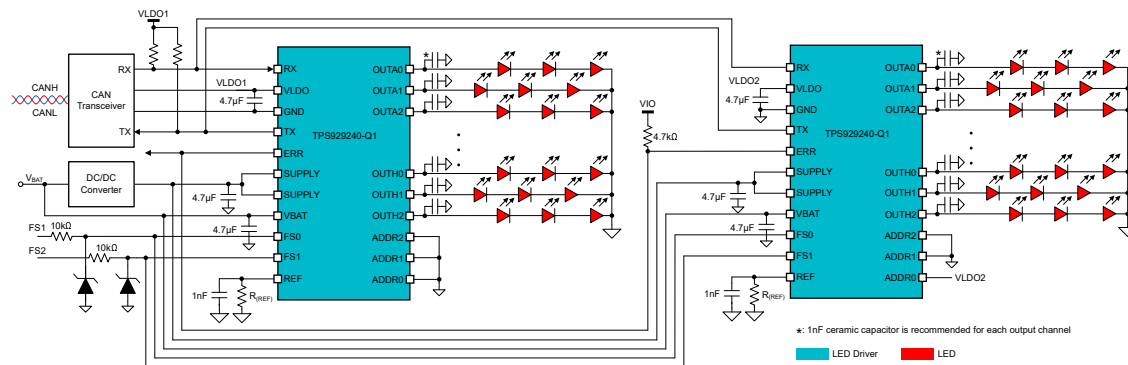 VLDO1
RX
CAN
Transceiver
TX
CANH
CANL
VLDO1
4.7µF
VBAT
DC/DC
Converter
4.7µF
4.7µF
FS1
10kΩ
FS2
10kΩ
1nF
R(REF)
RX
VLDO
GND
TX
ERR
SUPPLY
SUPPLY
VBAT
FS0
FS1
REF
TPS929240-Q1
OUTA0
OUTA1
OUTA2
OUTH0
OUTH1
OUTH2
ADDR2
ADDR1
ADDR0
*
VIO
4.7kΩ
VLDO2
4.7µF
4.7µF
4.7µF
1nF
R(REF)
RX
VLDO
GND
TX
ERR
SUPPLY
SUPPLY
VBAT
FS0
FS1
REF
TPS929240-Q1
OUTA0
OUTA1
OUTA2
OUTH0
OUTH1
OUTH2
ADDR2
ADDR1
ADDR0
VLDO2
*
*: 1nF ceramic capacitor is recommended for each output channel
LED Driver
LED